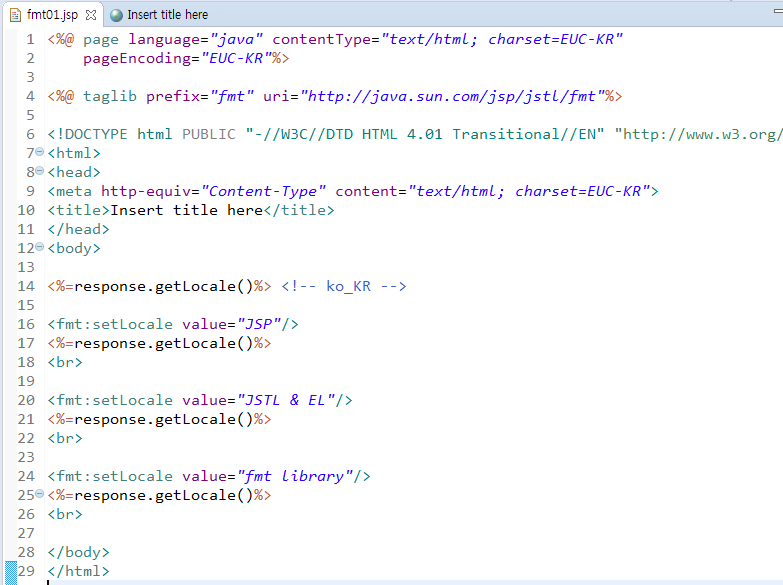 fmt01.jsp
Insert title here
1 <%@ page language="java" contentType="text/html; charset=EUC-KR"
2     pageEncoding="EUC-KR"%>
3
4 <%@ taglib prefix="fmt" uri="http://java.sun.com/jsp/jstl/fmt"%>
5
6 <!DOCTYPE html PUBLIC "-//W3C//DTD HTML 4.01 Transitional//EN" "http://www.w3.org/
7 <html>
8 <head>
9 <meta http-equiv="Content-Type" content="text/html; charset=EUC-KR">
10 <title>Insert title here</title>
11 </head>
12 <body>
13
14 <%=response.getLocale()%> <!-- ko_KR -->
15
16 <fmt:setLocale value="JSP"/>
17 <%=response.getLocale()%>
18 <br>
19
20 <fmt:setLocale value="JSTL & EL"/>
21 <%=response.getLocale()%>
22 <br>
23
24 <fmt:setLocale value="fmt library"/>
25 <%=response.getLocale()%>
26 <br>
27
28 </body>
29 </html>